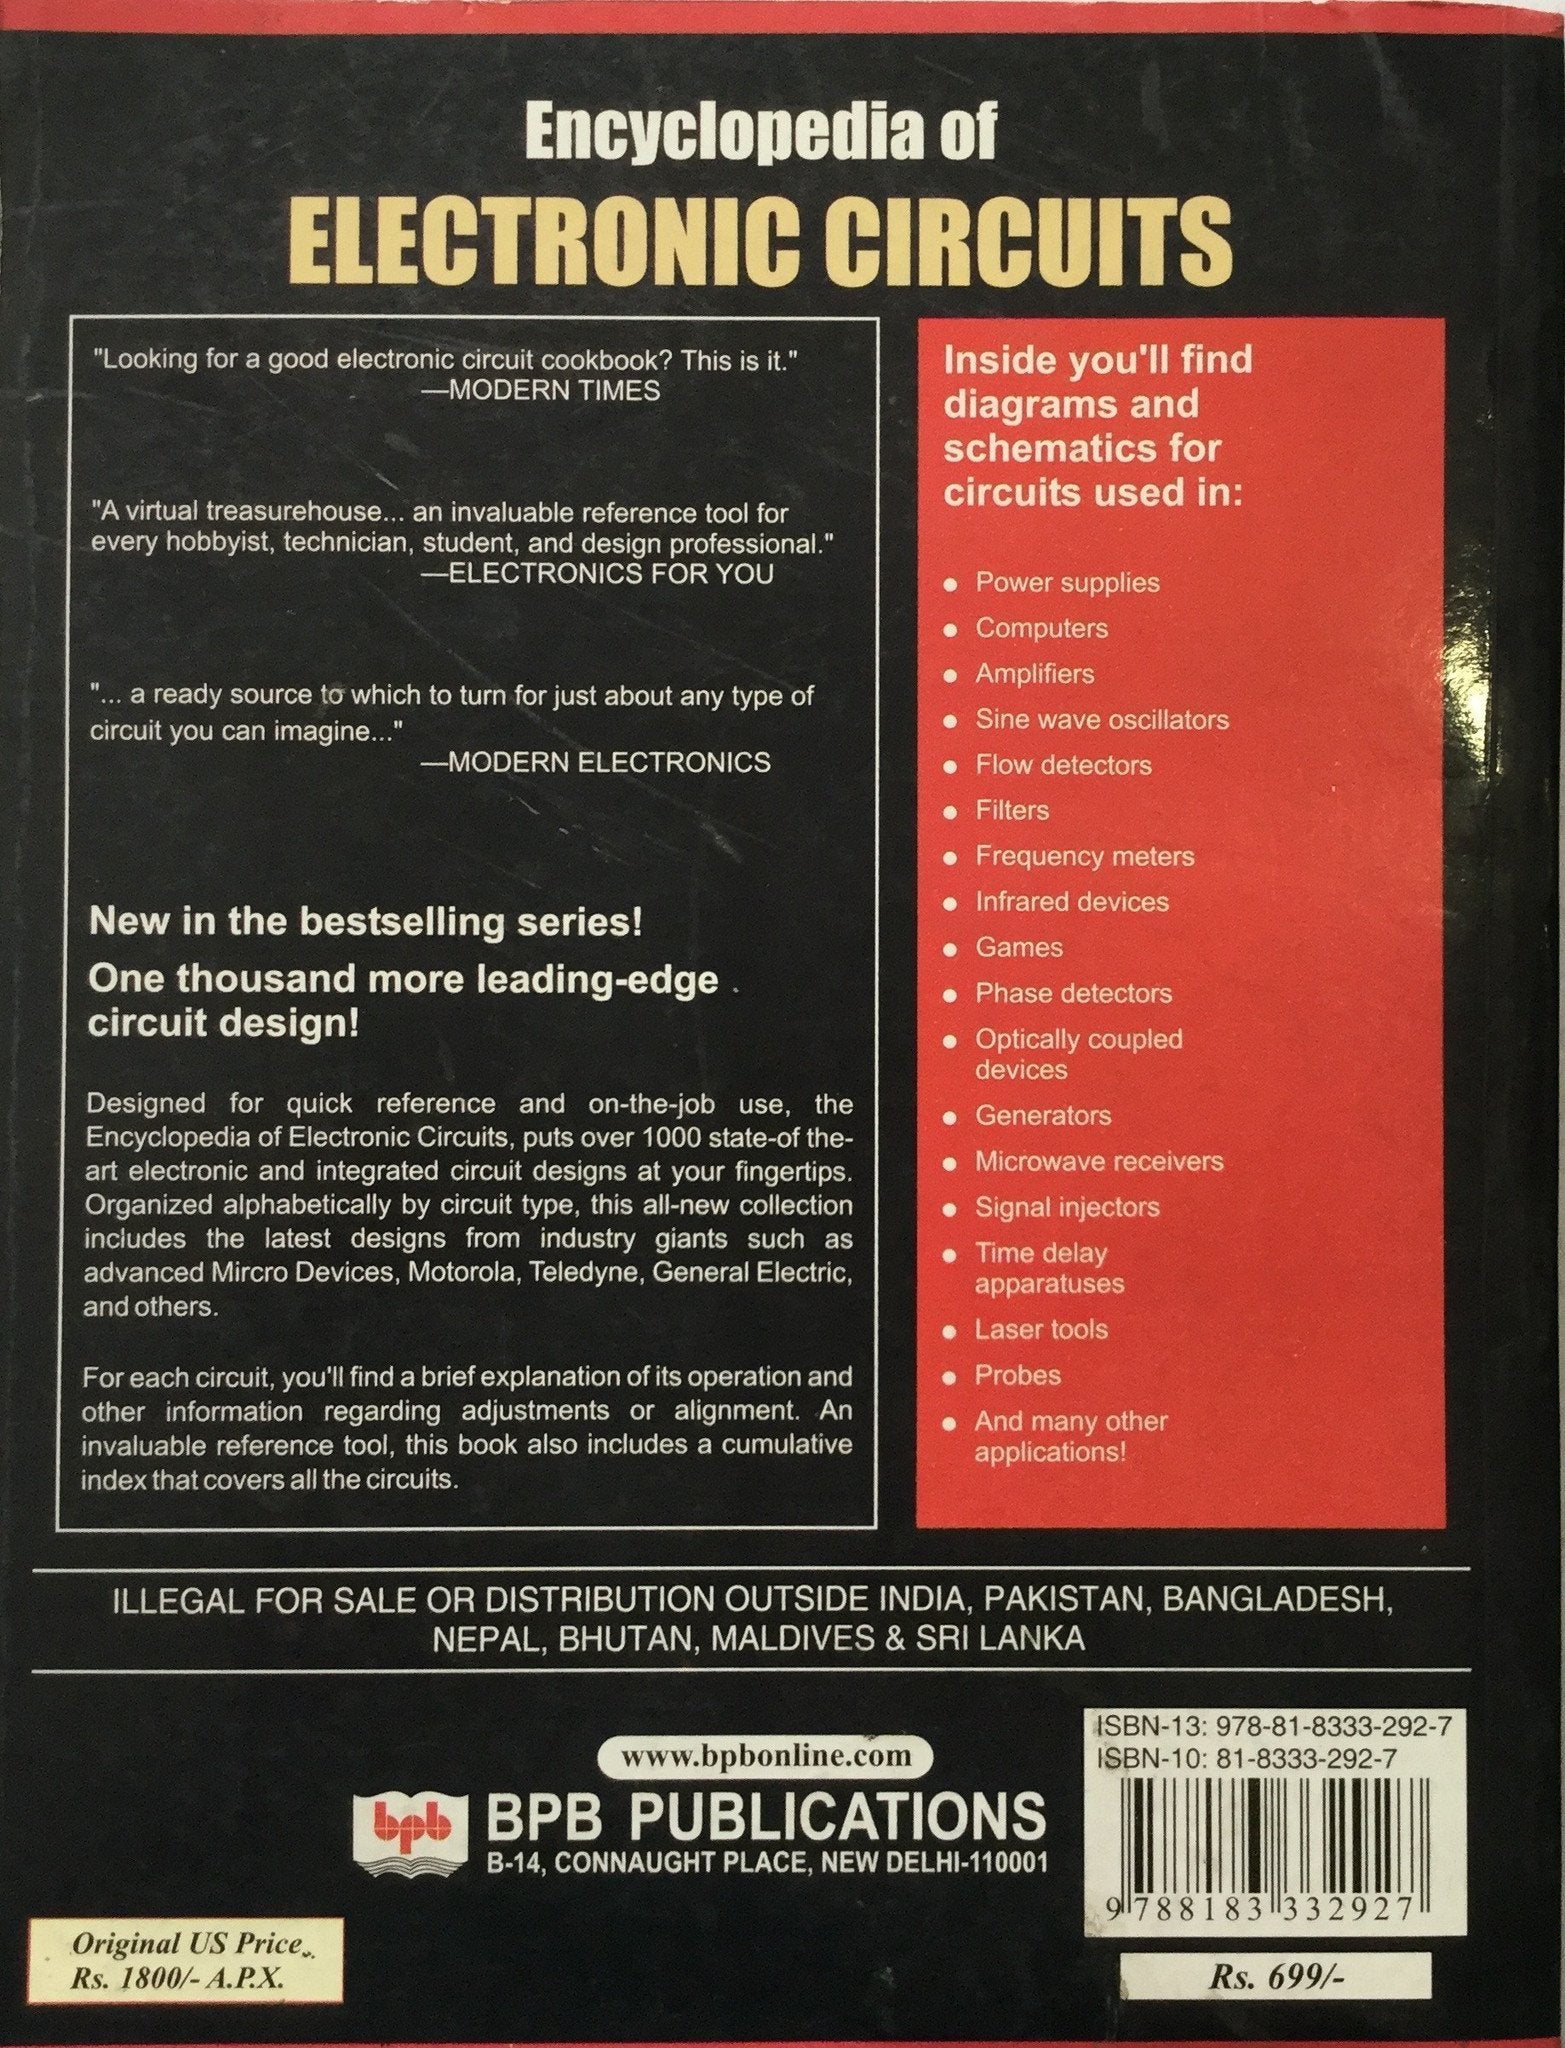 Encyclopedia of
ELECTRONIC CIRCUITS
"Looking for a good electronic circuit cookbook? This is it."
—MODERN TIMES
"A virtual treasurehouse... an invaluable reference tool for
every hobbyist, technician, student, and design professional."
—ELECTRONICS FOR YOU
"... a ready source to which to turn for just about any type of
circuit you can imagine..."
—MODERN ELECTRONICS
New in the bestselling series!
One thousand more leading-edge
circuit design!
Designed for quick reference and on-the-job use, the
Encyclopedia of Electronic Circuits, puts over 1000 state-of the-
art electronic and integrated circuit designs at your fingertips.
Organized alphabetically by circuit type, this all-new collection
includes the latest designs from industry giants such as
advanced Mircro Devices, Motorola, Teledyne, General Electric,
and others.
For each circuit, you'll find a brief explanation of its operation and
other information regarding adjustments or alignment. An
invaluable reference tool, this book also includes a cumulative
index that covers all the circuits.
Inside you'll find
diagrams and
schematics for
circuits used in:
● Power supplies
● Computers
● Amplifiers
● Sine wave oscillators
● Flow detectors
● Filters
● Frequency meters
● Infrared devices
● Games
● Phase detectors
● Optically coupled
devices
● Generators
● Microwave receivers
● Signal injectors
● Time delay
apparatuses
● Laser tools
● Probes
● And many other
applications!
ILLEGAL FOR SALE OR DISTRIBUTION OUTSIDE INDIA, PAKISTAN, BANGLADESH,
NEPAL, BHUTAN, MALDIVES & SRI LANKA
www.bpbonline.com
bpb
BPB PUBLICATIONS
B-14, CONNAUGHT PLACE, NEW DELHI-110001
ISBN-13: 978-81-8333-292-7
ISBN-10: 81-8333-292-7
9 788183 332927
Rs. 699/-
Original US Price
Rs. 1800/- A.P.X.